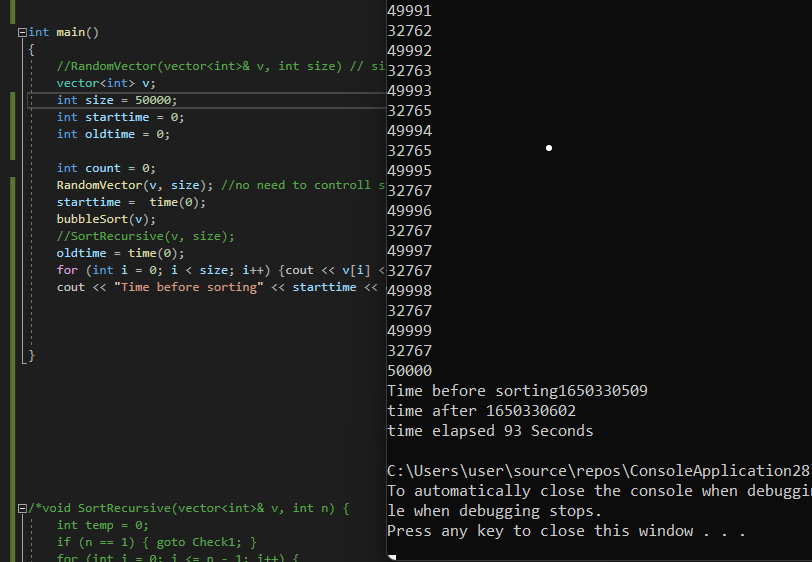 int main()
{
//RandomVector(vector<int>& v, int size) // si
vector<int> v;
int size = 50000;
int starttime = 0;
int oldtime = 0;
int count = 0;
RandomVector(v, size); //no need to controll s
starttime =  time(0);
bubbleSort(v);
//SortRecursive(v, size);
oldtime = time(0);
for (int i = 0; i < size; i++) {cout << v[i] <
cout << "Time before sorting" << starttime <<
}
/*void SortRecursive(vector<int>& v, int n) {
int temp = 0;
if (n == 1) { goto Check1; }
for (int i = 0; i <= n - 1; i++) {
49991
32762
49992
32763
49993
32765
49994
32765
49995
32767
49996
32767
49997
32767
49998
32767
49999
32767
50000
Time before sorting1650330509
time after 1650330602
time elapsed 93 Seconds
C:\Users\user\source\repos\ConsoleApplication28
To automatically close the console when debuggi
le when debugging stops.
Press any key to close this window . . .